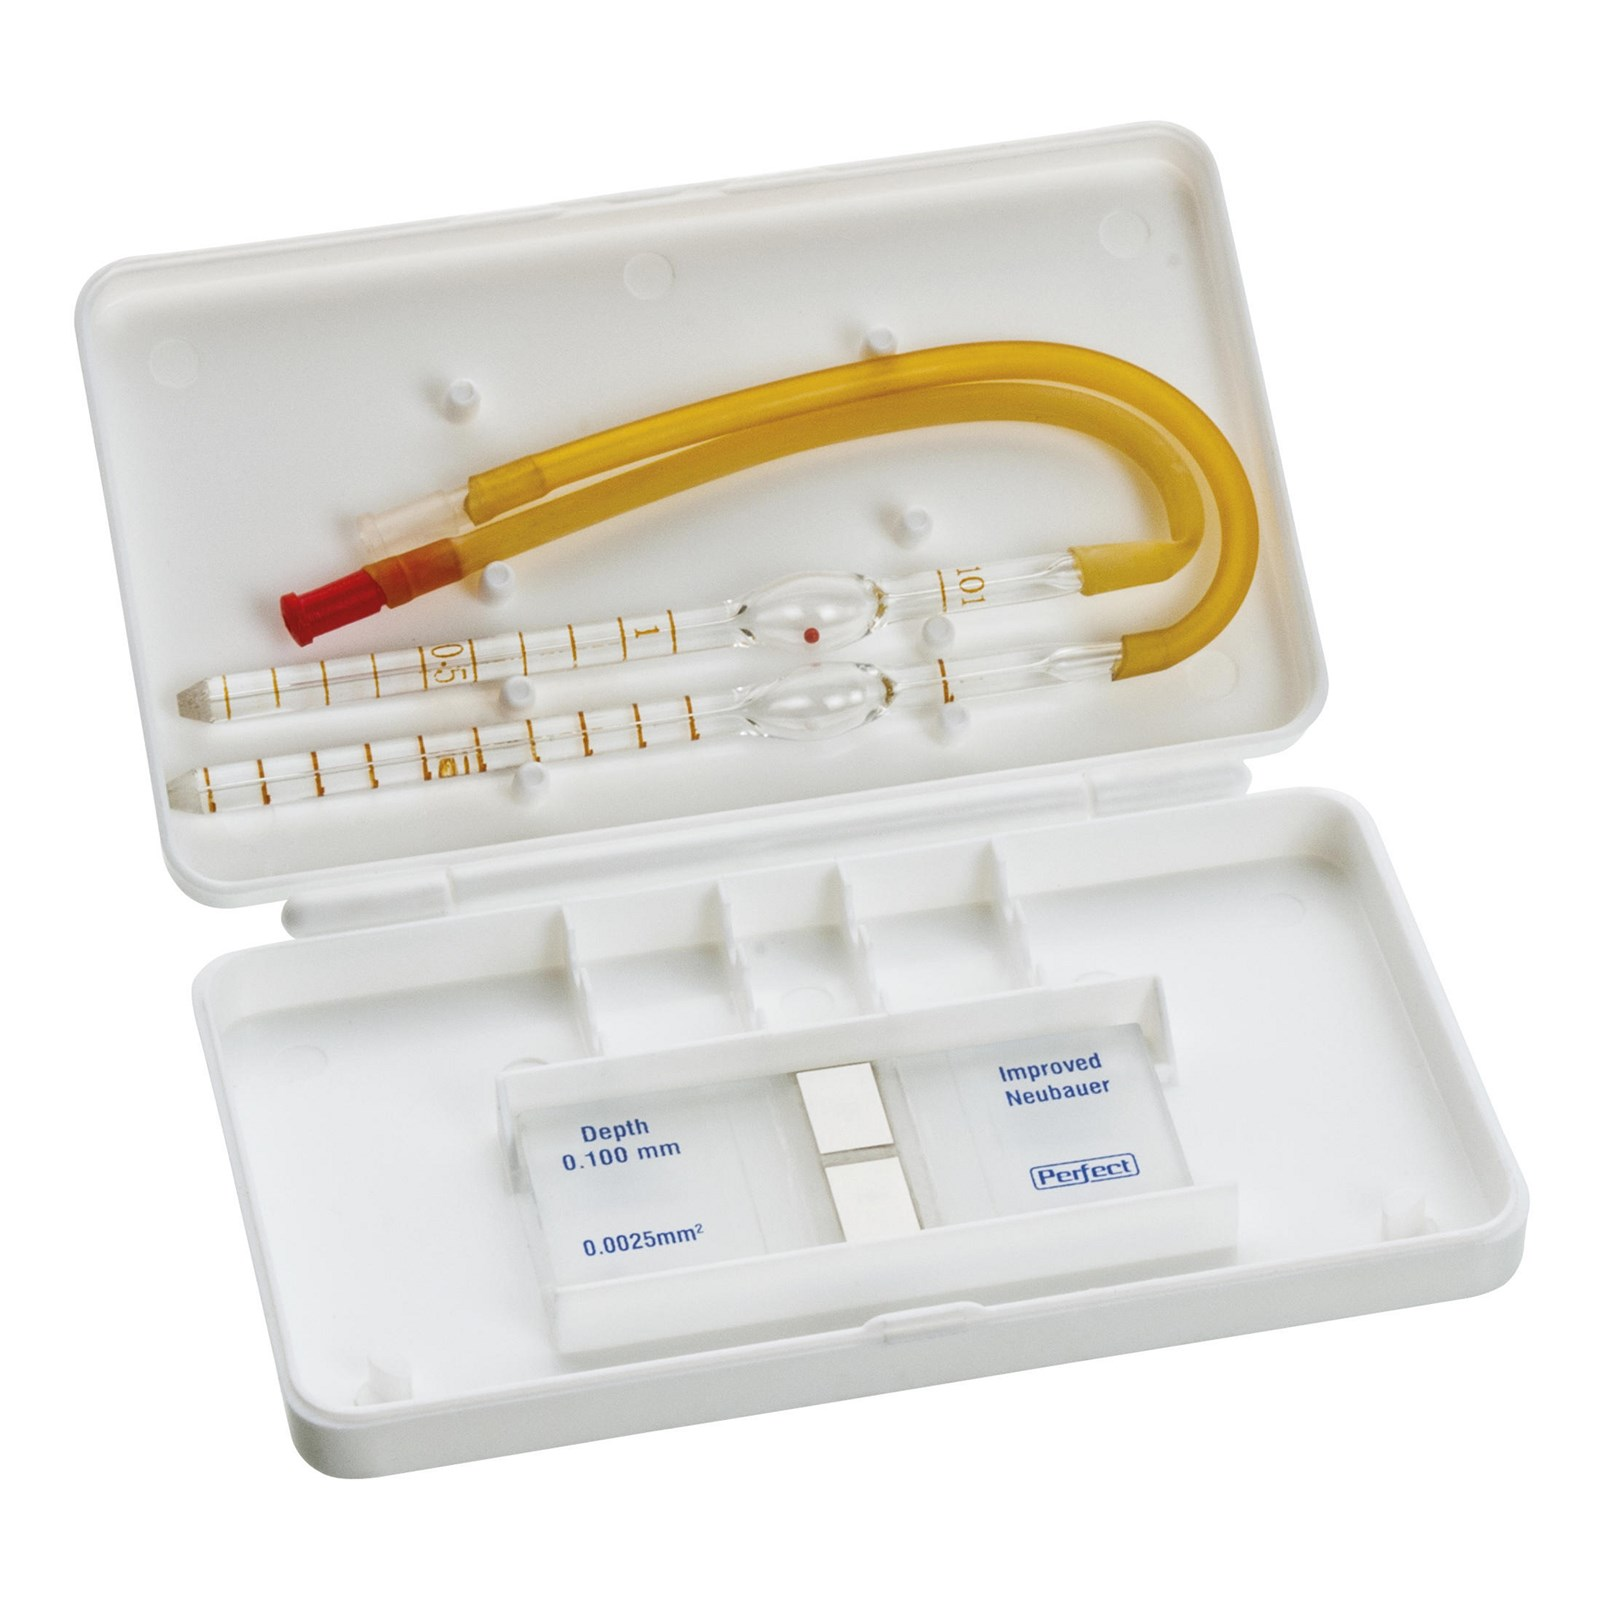 101
1
0·5
Improved
Neubauer
Depth
0.100 mm
Perfect
0.0025mm²